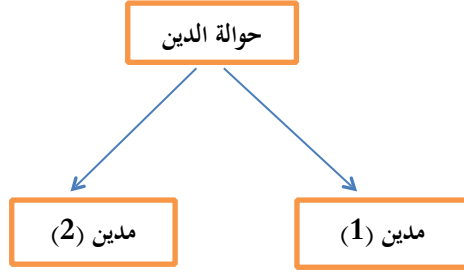 حوالة الدين
مدين (1)
مدين (2)